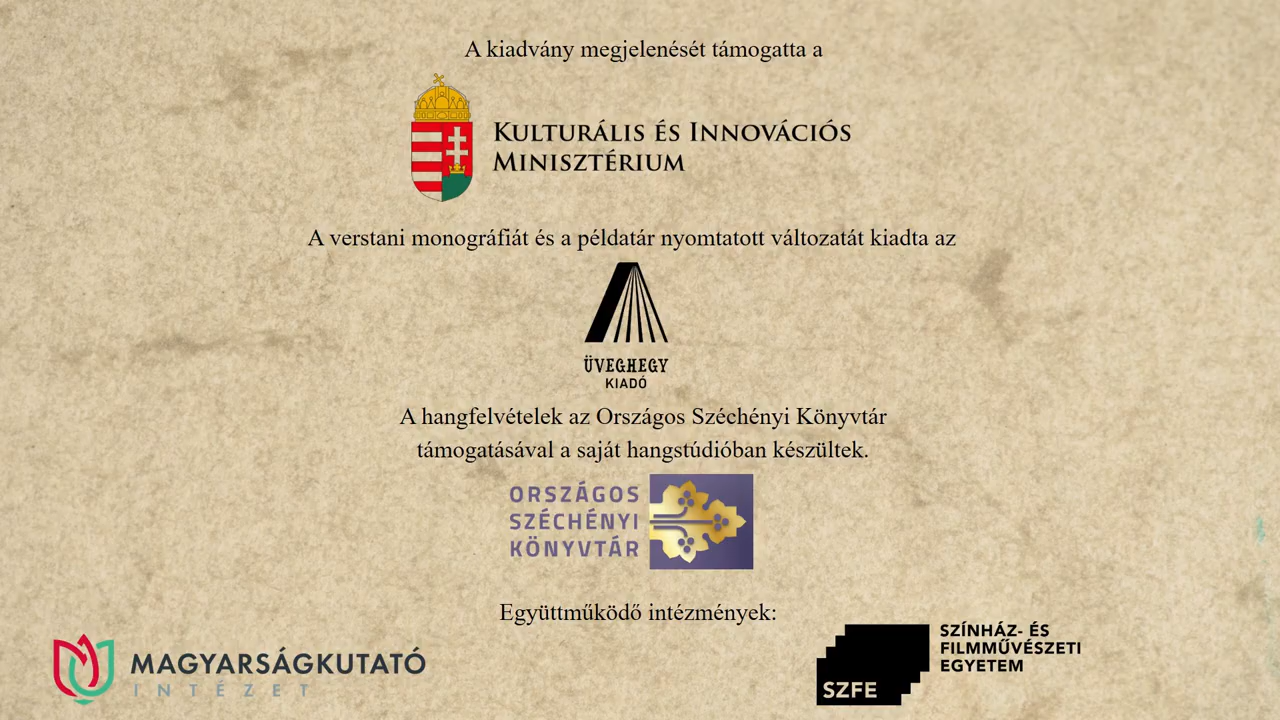 A kiadvány megjelenését támogatta a
Kulturális és Innovációs
Minisztérium
A verstani monográfiát és a példatár nyomtatott változatát kiadta az
ÜVEGHEGY
KIADÓ
A hangfelvételek az Országos Széchényi Könyvtár
támogatásával a saját hangstúdióban készültek.
ORSZÁGOS
SZÉCHÉNYI
KÖNYVTÁR
Együttműködő intézmények:
MAGYARSÁGKUTATÓ
INTÉZET
SZÍNHÁZ- ÉS
FILMMŰVÉSZETI
EGYETEM
SZFE